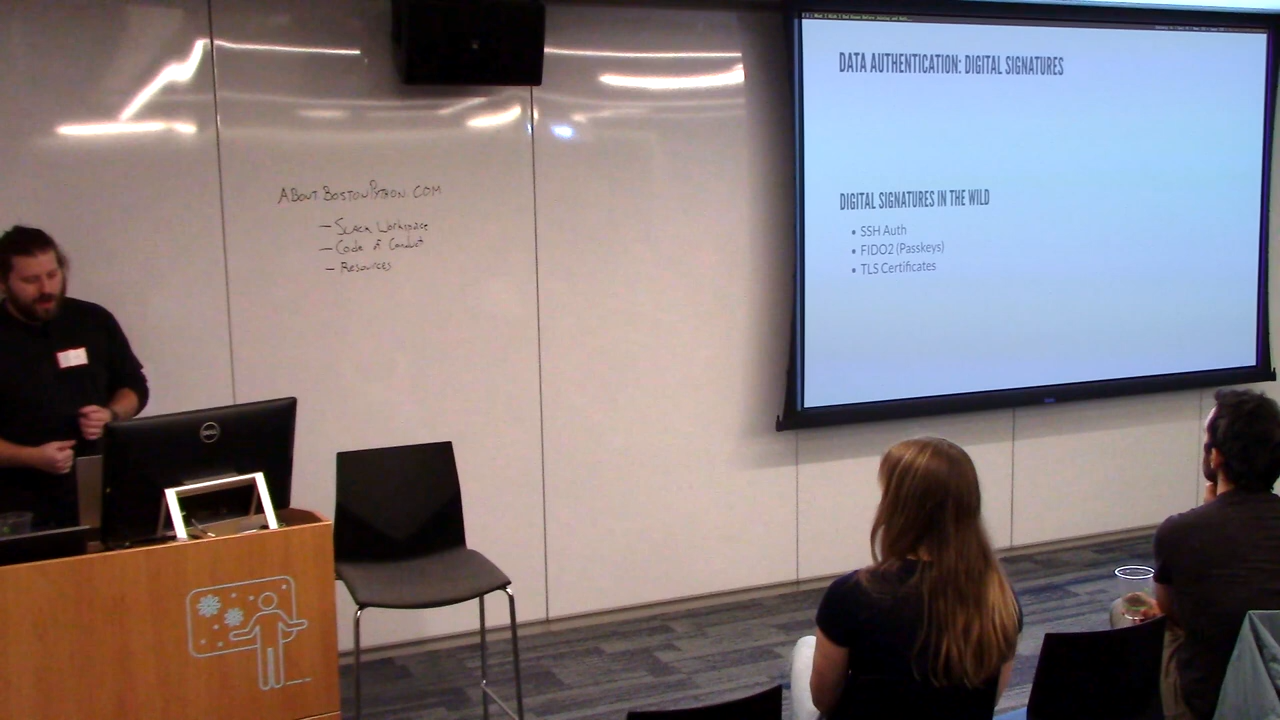 ABOUT BOSTONPYTHON.COM
- SLACK WORKSPACE
- Code of Conduct
- RESOURCES
DATA AUTHENTICATION: DIGITAL SIGNATURES
DIGITAL SIGNATURES IN THE WILD
• SSH Auth
• FIDO2 (Passkeys)
• TLS Certificates
DELL